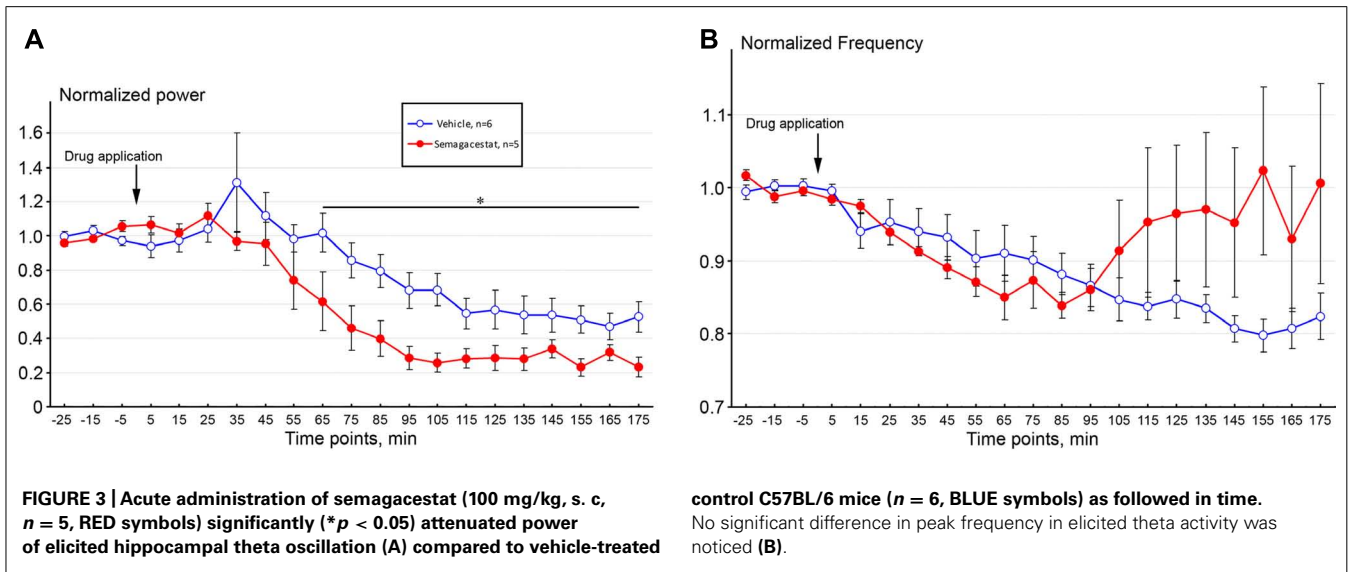 A
Normalized power
1.6
1.4
1.2
1.0
0.8
0.6
0.4
0.2
0
Drug application
Vehicle, n=6
Semagacestat, n=5
*
-25 -15 -5 5 15 25 35 45 55 65 75 85 95 105 115 125 135 145 155 165 175
Time points, min
B
Normalized Frequency
1.1
1.0
0.9
0.8
0.7
Drug application
-25 -15 -5 5 15 25 35 45 55 65 75 85 95 105 115 125 135 145 155 165 175
Time points, min
FIGURE 3 | Acute administration of semagacestat (100 mg/kg, s. c,
n = 5, RED symbols) significantly (*p < 0.05) attenuated power
of elicited hippocampal theta oscillation (A) compared to vehicle-treated
control C57BL/6 mice (n = 6, BLUE symbols) as followed in time.
No significant difference in peak frequency in elicited theta activity was
noticed (B).